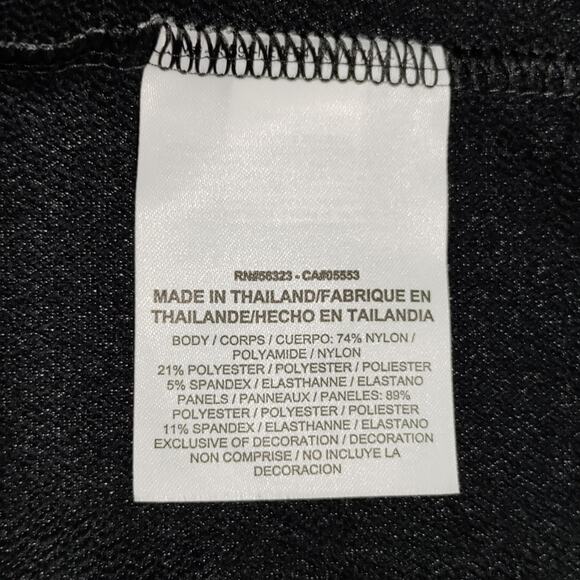 RN#56323 - CA#05553
MADE IN THAILAND/FABRIQUE EN
THAILANDE/HECHO EN TAILANDIA
BODY / CORPS / CUERPO: 74% NYLON /
POLYAMIDE / NYLON
21% POLYESTER / POLYESTER / POLIESTER
5% SPANDEX / ELASTHANNE / ELASTANO
PANELS / PANNEAUX / PANELES: 89%
POLYESTER / POLYESTER / POLIESTER
11% SPANDEX / ELASTHANNE / ELASTANO
EXCLUSIVE OF DECORATION / DECORATION
NON COMPRISE / NO INCLUYE LA
DECORACION